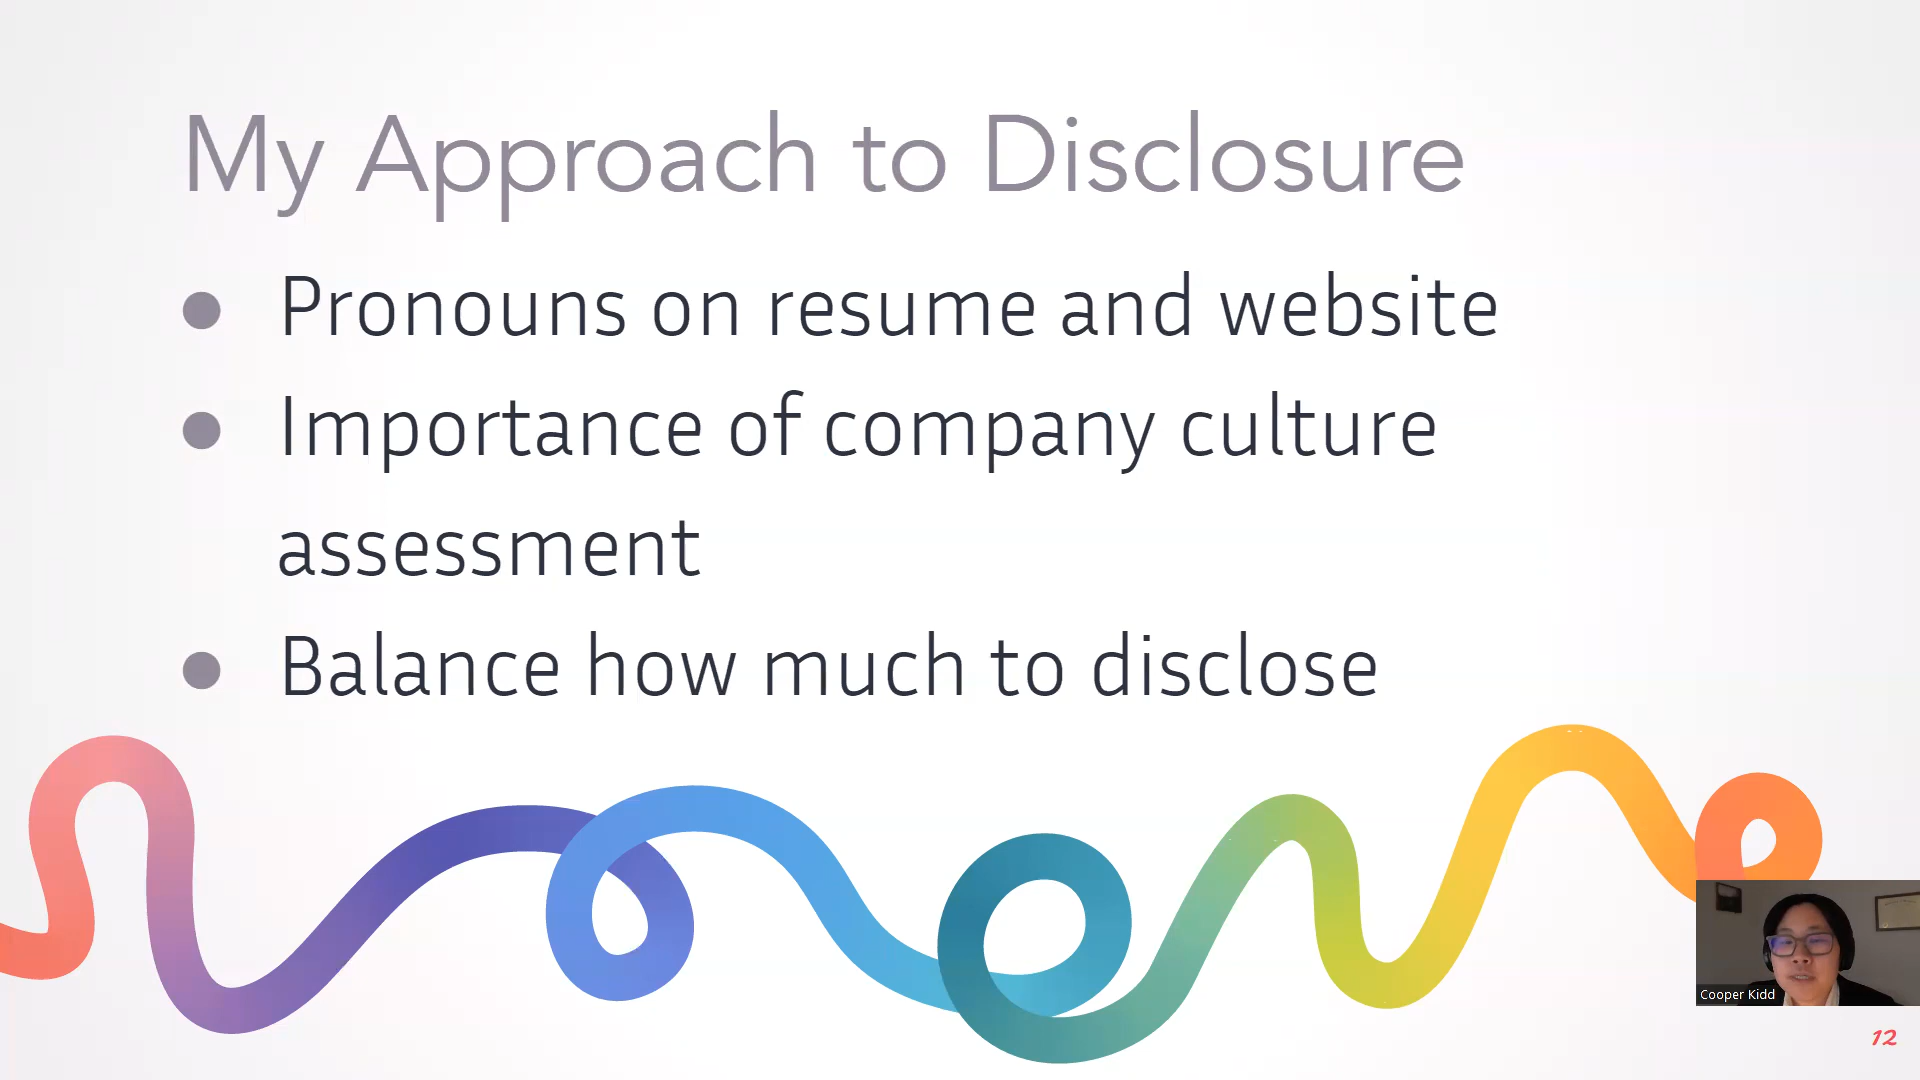 My Approach to Disclosure
● Pronouns on resume and website
● Importance of company culture
assessment
● Balance how much to disclose
Cooper Kidd
12